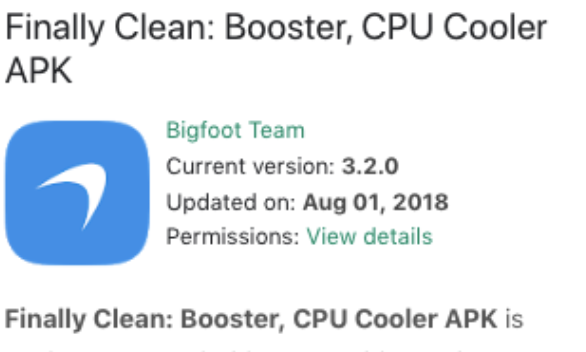 Finally Clean: Booster, CPU Cooler
APK
Bigfoot Team
Current version: 3.2.0
Updated on: Aug 01, 2018
Permissions: View details
Finally Clean: Booster, CPU Cooler APK is